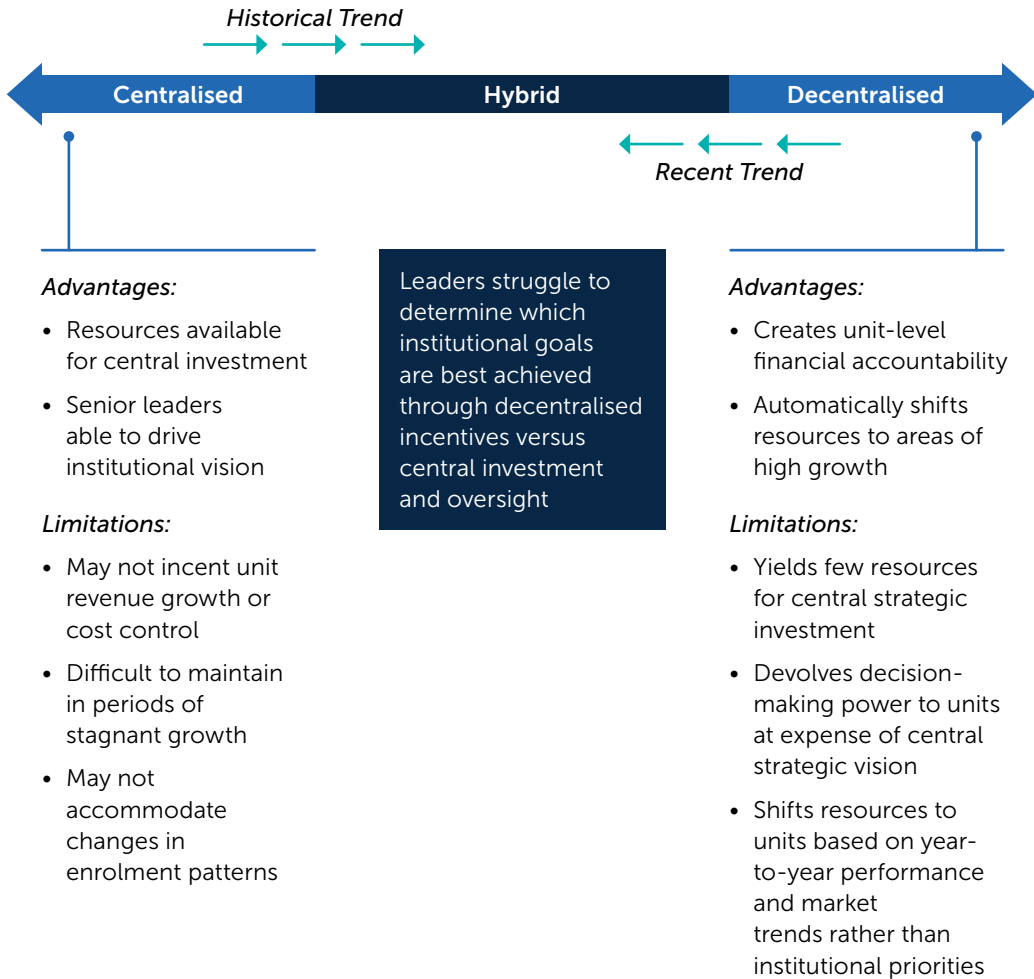 Historical Trend
Centralised
Hybrid
Decentralised
Recent Trend
Advantages:
• Resources available
for central investment
• Senior leaders
able to drive
institutional vision
Limitations:
• May not incent unit
revenue growth or
cost control
• Difficult to maintain
in periods of
stagnant growth
• May not
accommodate
changes in
enrolment patterns
Leaders struggle to
determine which
institutional goals
are best achieved
through decentralised
incentives versus
central investment
and oversight
Advantages:
• Creates unit-level
financial accountability
• Automatically shifts
resources to areas of
high growth
Limitations:
• Yields few resources
for central strategic
investment
• Devolves decision-
making power to units
at expense of central
strategic vision
• Shifts resources to
units based on year-
to-year performance
and market
trends rather than
institutional priorities